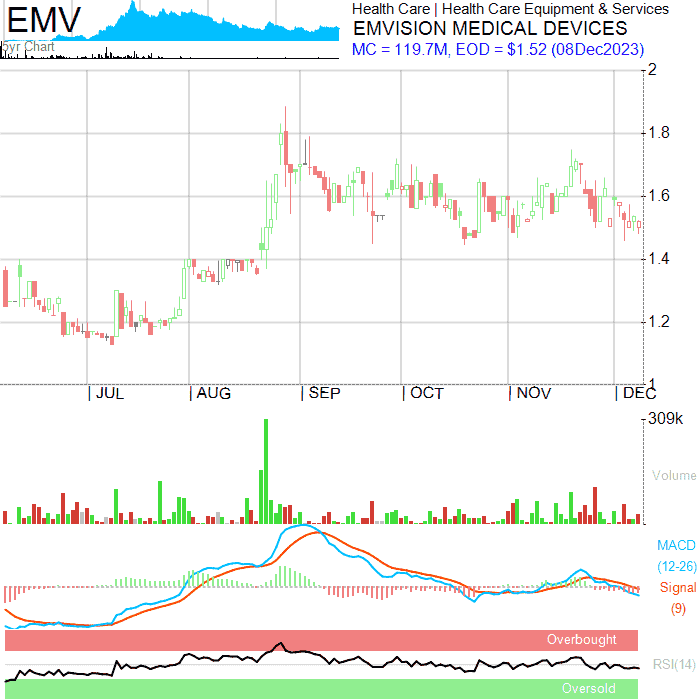 EMV
5yr Chart
Health Care | Health Care Equipment & Services
EMVISION MEDICAL DEVICES
MC = 119.7M, EOD = $1.52 (08Dec2023)
2
1.8
1.6
1.4
1.2
1
JUL
AUG
SEP
OCT
NOV
DEC
309k
Volume
MACD
(12-26)
Signal
(9)
Overbought
RSI(14)
Oversold